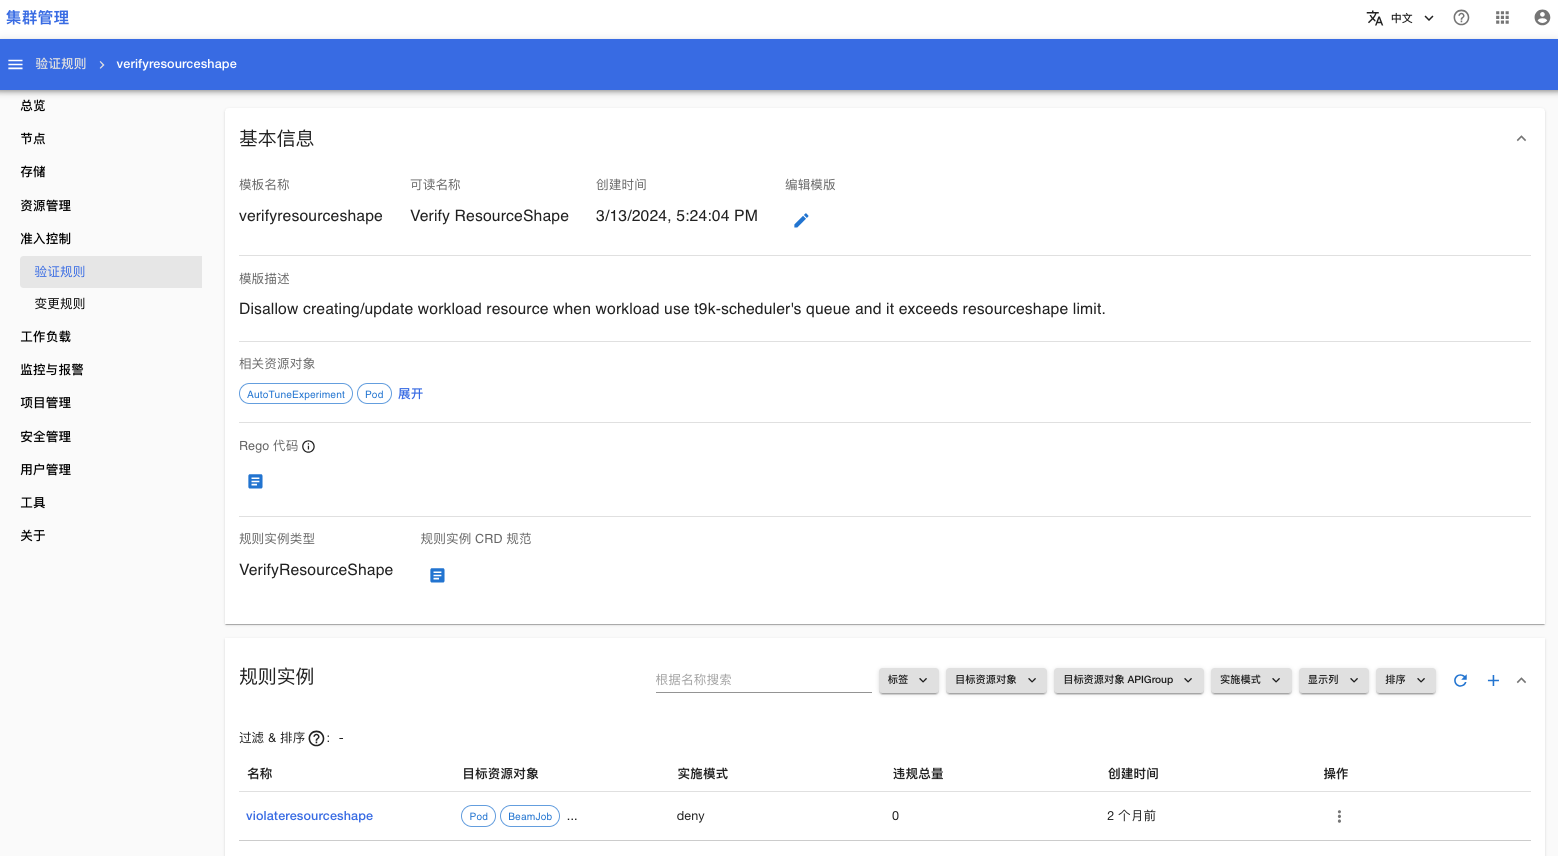 集群管理
中文
验证规则 verifyresourceshape
总览
节点
存储
资源管理
准入控制
验证规则
变更规则
工作负载
监控与报警
项目管理
安全管理
用户管理
工具
关于
基本信息
模板名称 可读名称 创建时间 编辑模版
verifyresourceshape Verify ResourceShape 3/13/2024, 5:24:04 PM
模版描述
Disallow creating/update workload resource when workload use t9k-scheduler's queue and it exceeds resourceshape limit.
相关资源对象
AutoTuneExperiment Pod 展开
Rego 代码
规则实例类型 规则实例 CRD 规范
VerifyResourceShape
规则实例 根据名称搜索 标签 目标资源对象 目标资源对象 APIGroup 实施模式 显示列 排序
过滤 & 排序 : -
名称 目标资源对象 实施模式 违规总量 创建时间 操作
violateresourceshape Pod BeamJob ... deny 0 2 个月前